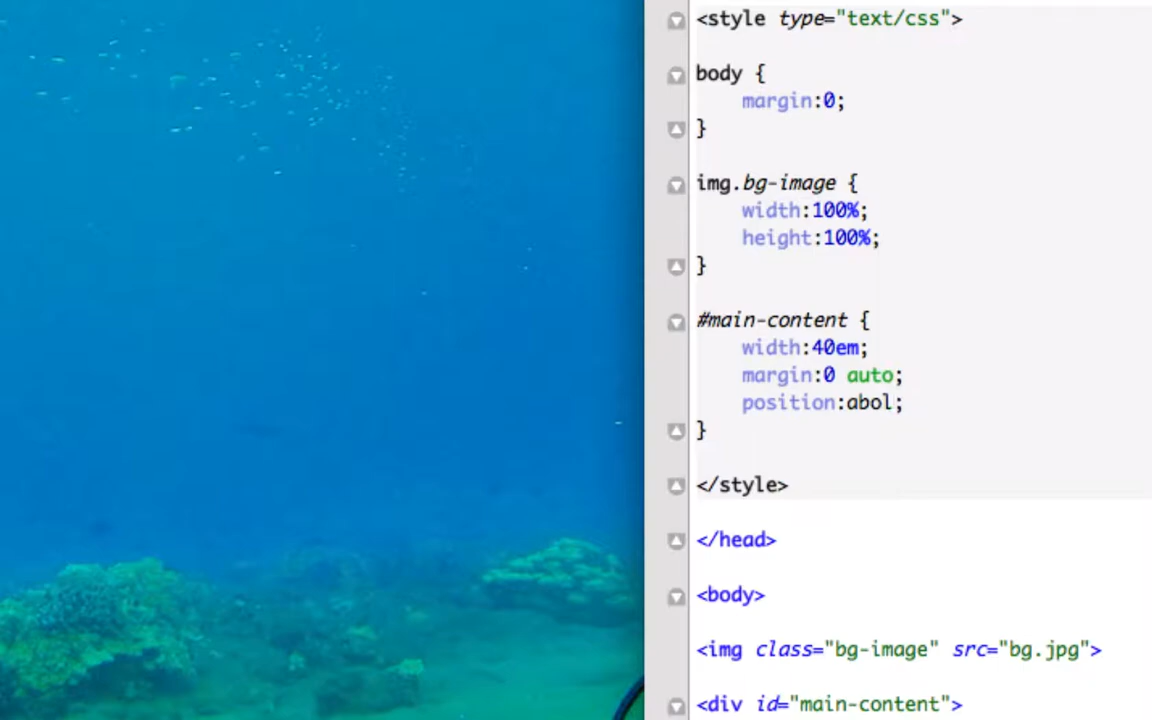 <style type="text/css">
body {
margin:0;
}
img.bg-image {
width:100%;
height:100%;
}
#main-content {
width:40em;
margin:0 auto;
position:abol;
}
</style>
</head>
<body>
<img class="bg-image" src="bg.jpg">
<div id="main-content">